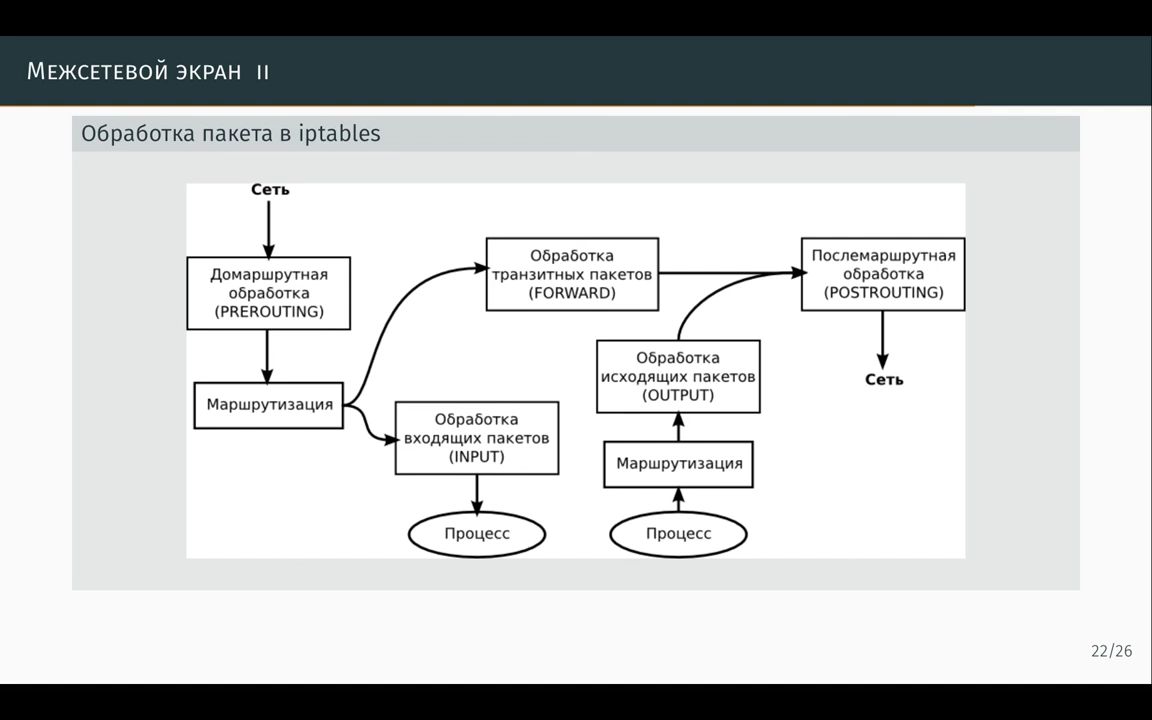 Межсетевой экран II
Обработка пакета в iptables
Сеть
Домаршрутная
обработка
(PREROUTING)
Маршрутизация
Обработка
транзитных пакетов
(FORWARD)
Обработка
входящих пакетов
(INPUT)
Процесс
Послемаршрутная
обработка
(POSTROUTING)
Сеть
Обработка
исходящих пакетов
(OUTPUT)
Маршрутизация
Процесс
22/26